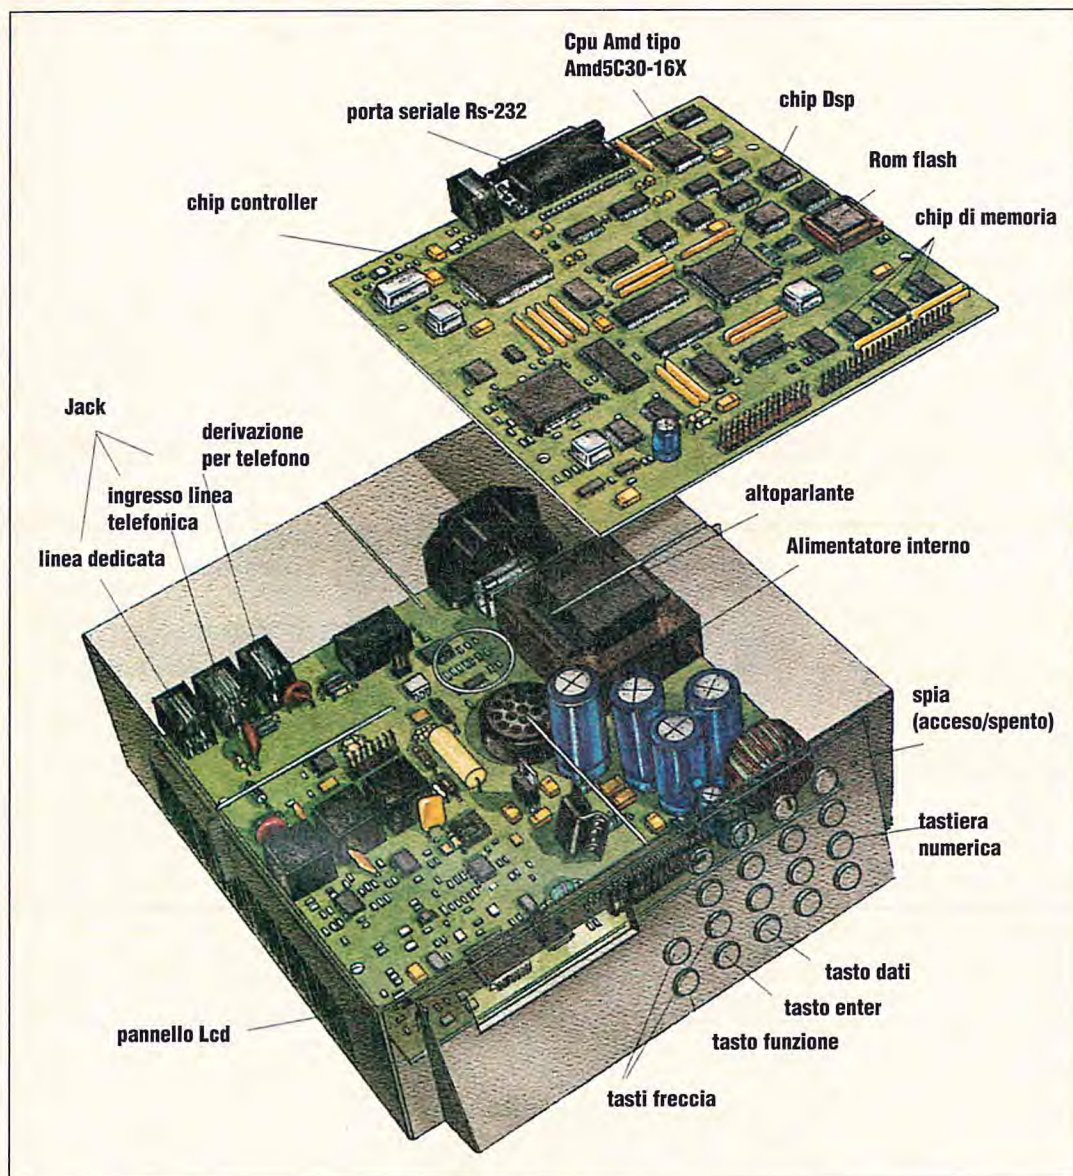 Cpu Amd tipo
Amd5C30-16X
porta seriale Rs-232
chip Dsp
Rom flash
chip controller
chip di memoria
Jack
derivazione
per telefono
ingresso linea
telefonica
linea dedicata
altoparlante
Alimentatore interno
spia
(acceso/spento)
tastiera
numerica
tasto dati
tasto enter
tasto funzione
pannello Lcd
tasti freccia